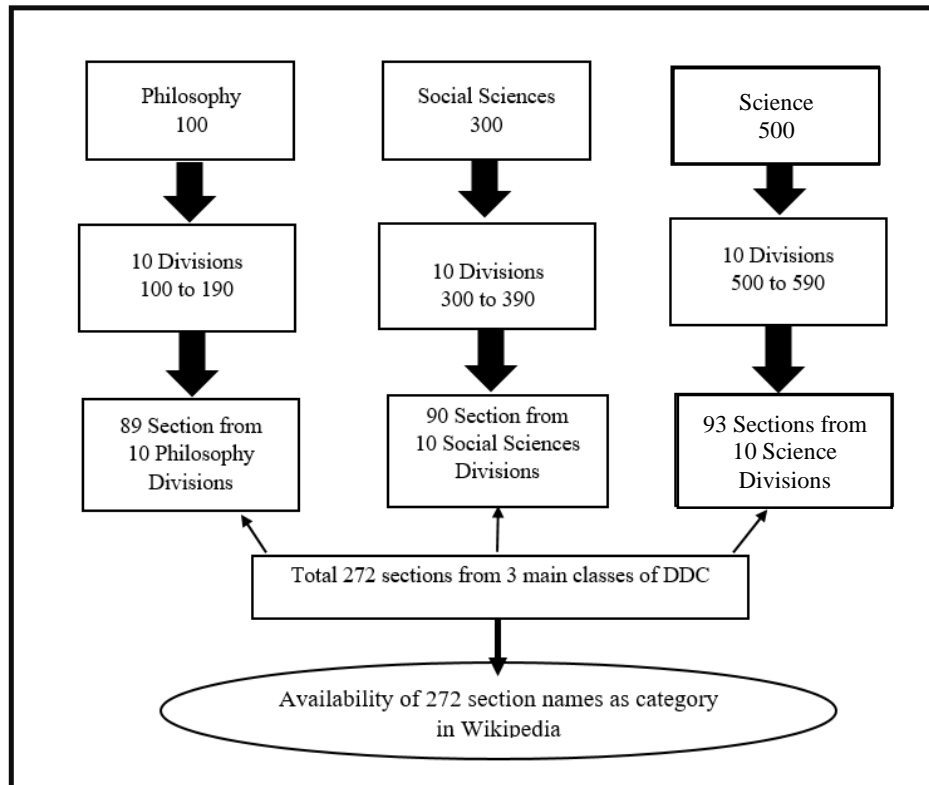 Philosophy
100
Social Sciences
300
Science
500
10 Divisions
100 to 190
10 Divisions
300 to 390
10 Divisions
500 to 590
89 Section from
10 Philosophy
Divisions
90 Section from
10 Social Sciences
Divisions
93 Sections from
10 Science
Divisions
Total 272 sections from 3 main classes of DDC
Availability of 272 section names as category
in Wikipedia